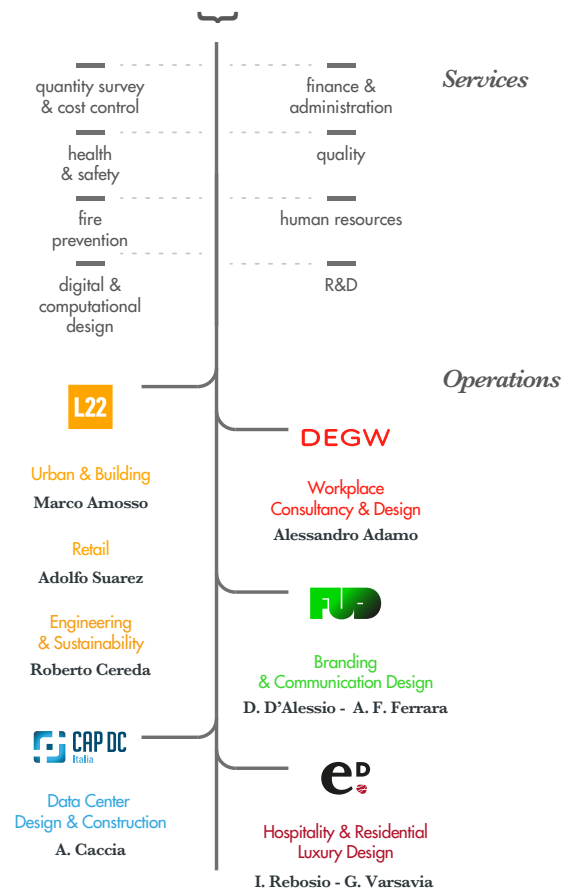 Services
quantity survey
& cost control
finance &
administration
health
& safety
quality
fire
prevention
human resources
digital &
computational
design
R&D
Operations
L22
Urban & Building
Marco Amosso
Retail
Adolfo Suarez
Engineering
& Sustainability
Roberto Cereda
DEGW
Workplace
Consultancy & Design
Alessandro Adamo
FUD
Branding
& Communication Design
D. D'Alessio - A. F. Ferrara
CAP DC
Italia
Data Center
Design & Construction
A. Caccia
eD
Hospitality & Residential
Luxury Design
I. Rebosio - G. Varsavia